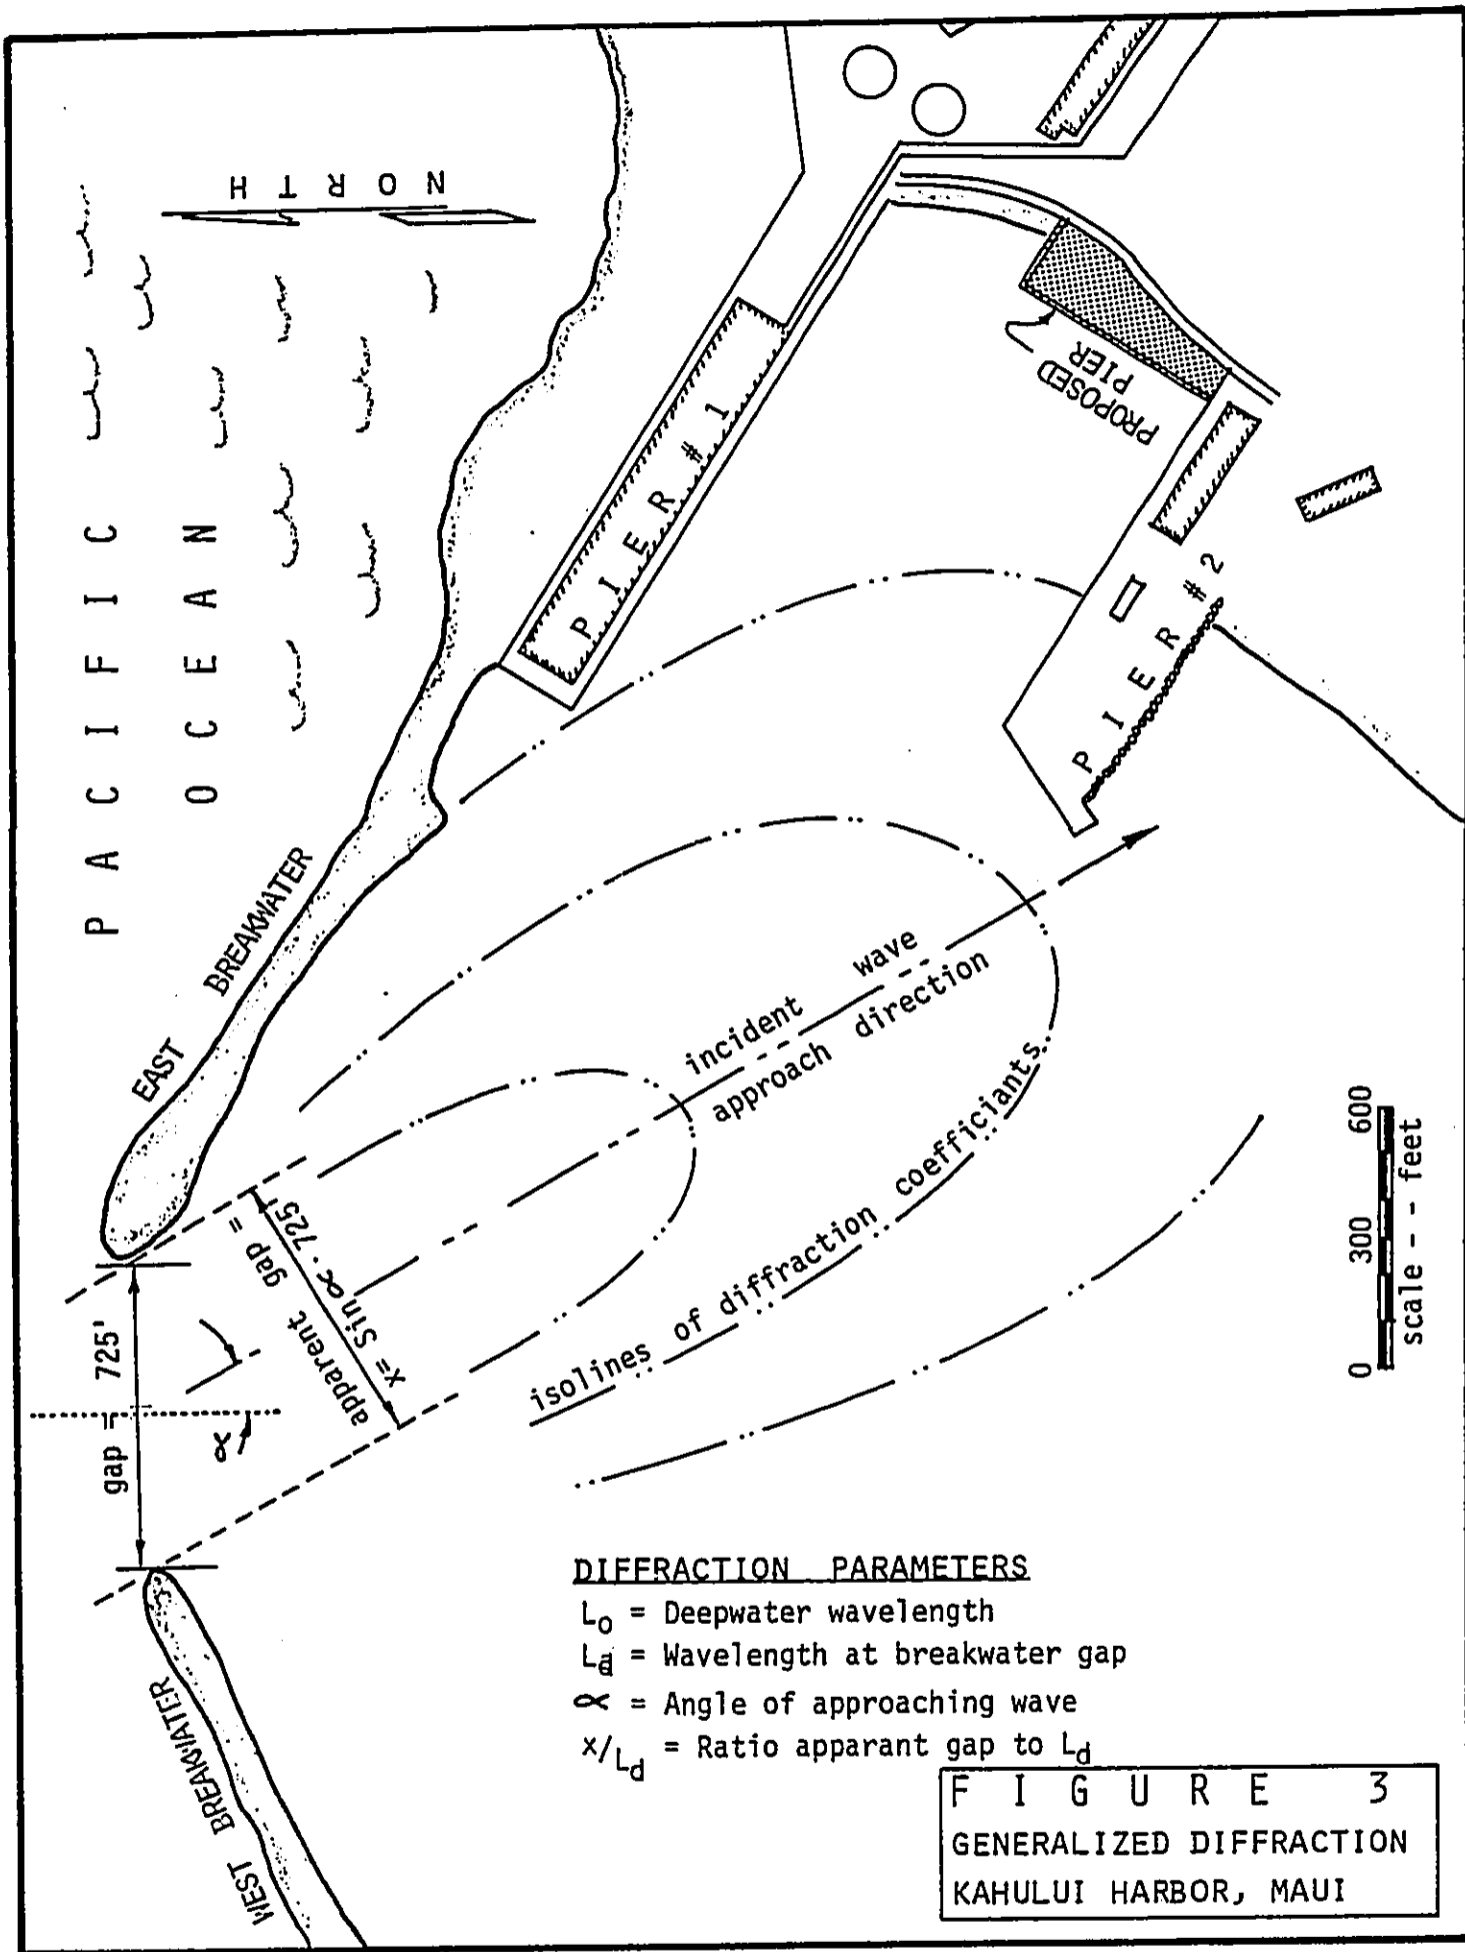 PACIFIC
OCEAN
NORTH
EAST BREAKWATER
WEST BREAKWATER
gap = 725'
α
apparent gap =
x= Sin α · 725'
incident wave
approach direction
isolines of diffraction coefficiants
PIER #1
PROPOSED
PIER
PIER #2
0 300 600
scale - - feet
DIFFRACTION PARAMETERS
Lo = Deepwater wavelength
Ld = Wavelength at breakwater gap
α = Angle of approaching wave
x/Ld = Ratio apparant gap to Ld
FIGURE 3
GENERALIZED DIFFRACTION
KAHULUI HARBOR, MAUI